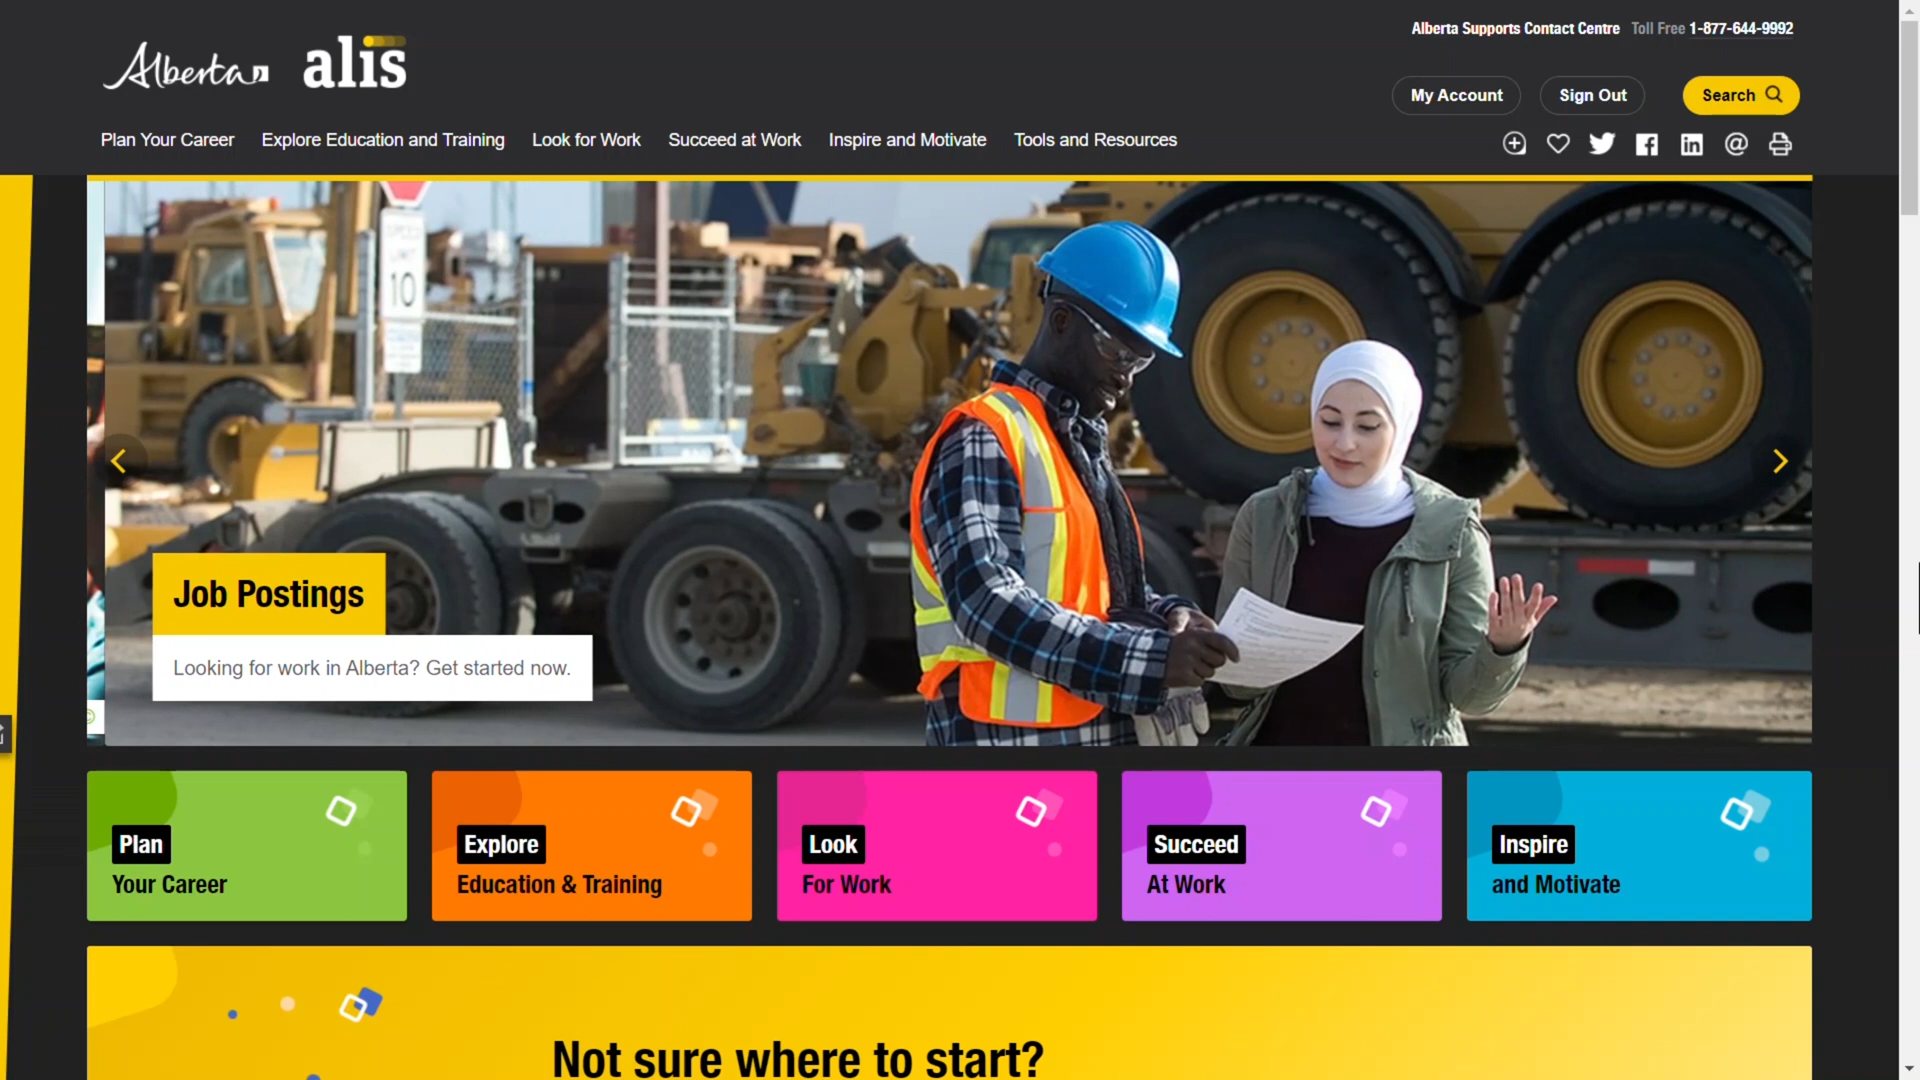 Alberta Supports Contact Centre Toll Free 1-877-644-9992
Alberta alis
My Account Sign Out Search
Plan Your Career Explore Education and Training Look for Work Succeed at Work Inspire and Motivate Tools and Resources
10
Job Postings
Looking for work in Alberta? Get started now.
Plan
Your Career
Explore
Education & Training
Look
For Work
Succeed
At Work
Inspire
and Motivate
Not sure where to start?